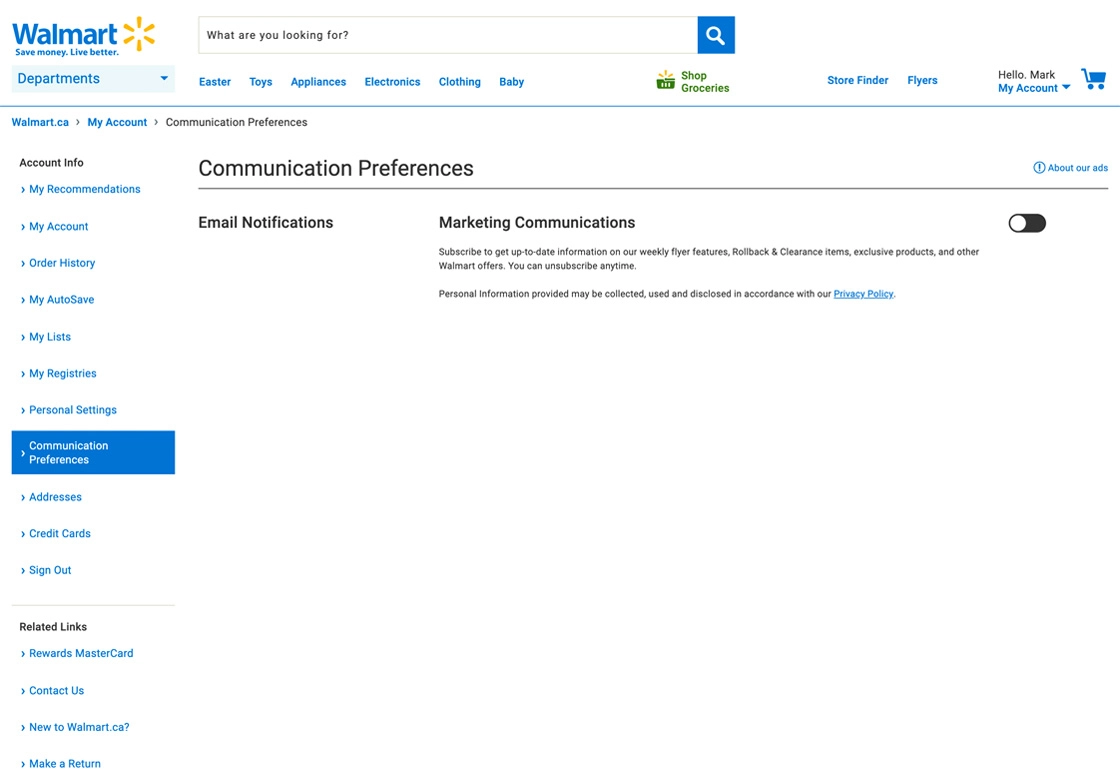 Walmart
Save money. Live better.
What are you looking for?
Departments
Easter Toys Appliances Electronics Clothing Baby
Shop
Groceries
Store Finder Flyers
Hello. Mark
My Account
Walmart.ca › My Account › Communication Preferences
Account Info
› My Recommendations
› My Account
› Order History
› My AutoSave
› My Lists
› My Registries
› Personal Settings
› Communication
Preferences
› Addresses
› Credit Cards
› Sign Out
Related Links
› Rewards MasterCard
› Contact Us
› New to Walmart.ca?
› Make a Return
Communication Preferences
About our ads
Email Notifications
Marketing Communications
Subscribe to get up-to-date information on our weekly flyer features, Rollback & Clearance items, exclusive products, and other
Walmart offers. You can unsubscribe anytime.
Personal Information provided may be collected, used and disclosed in accordance with our Privacy Policy.